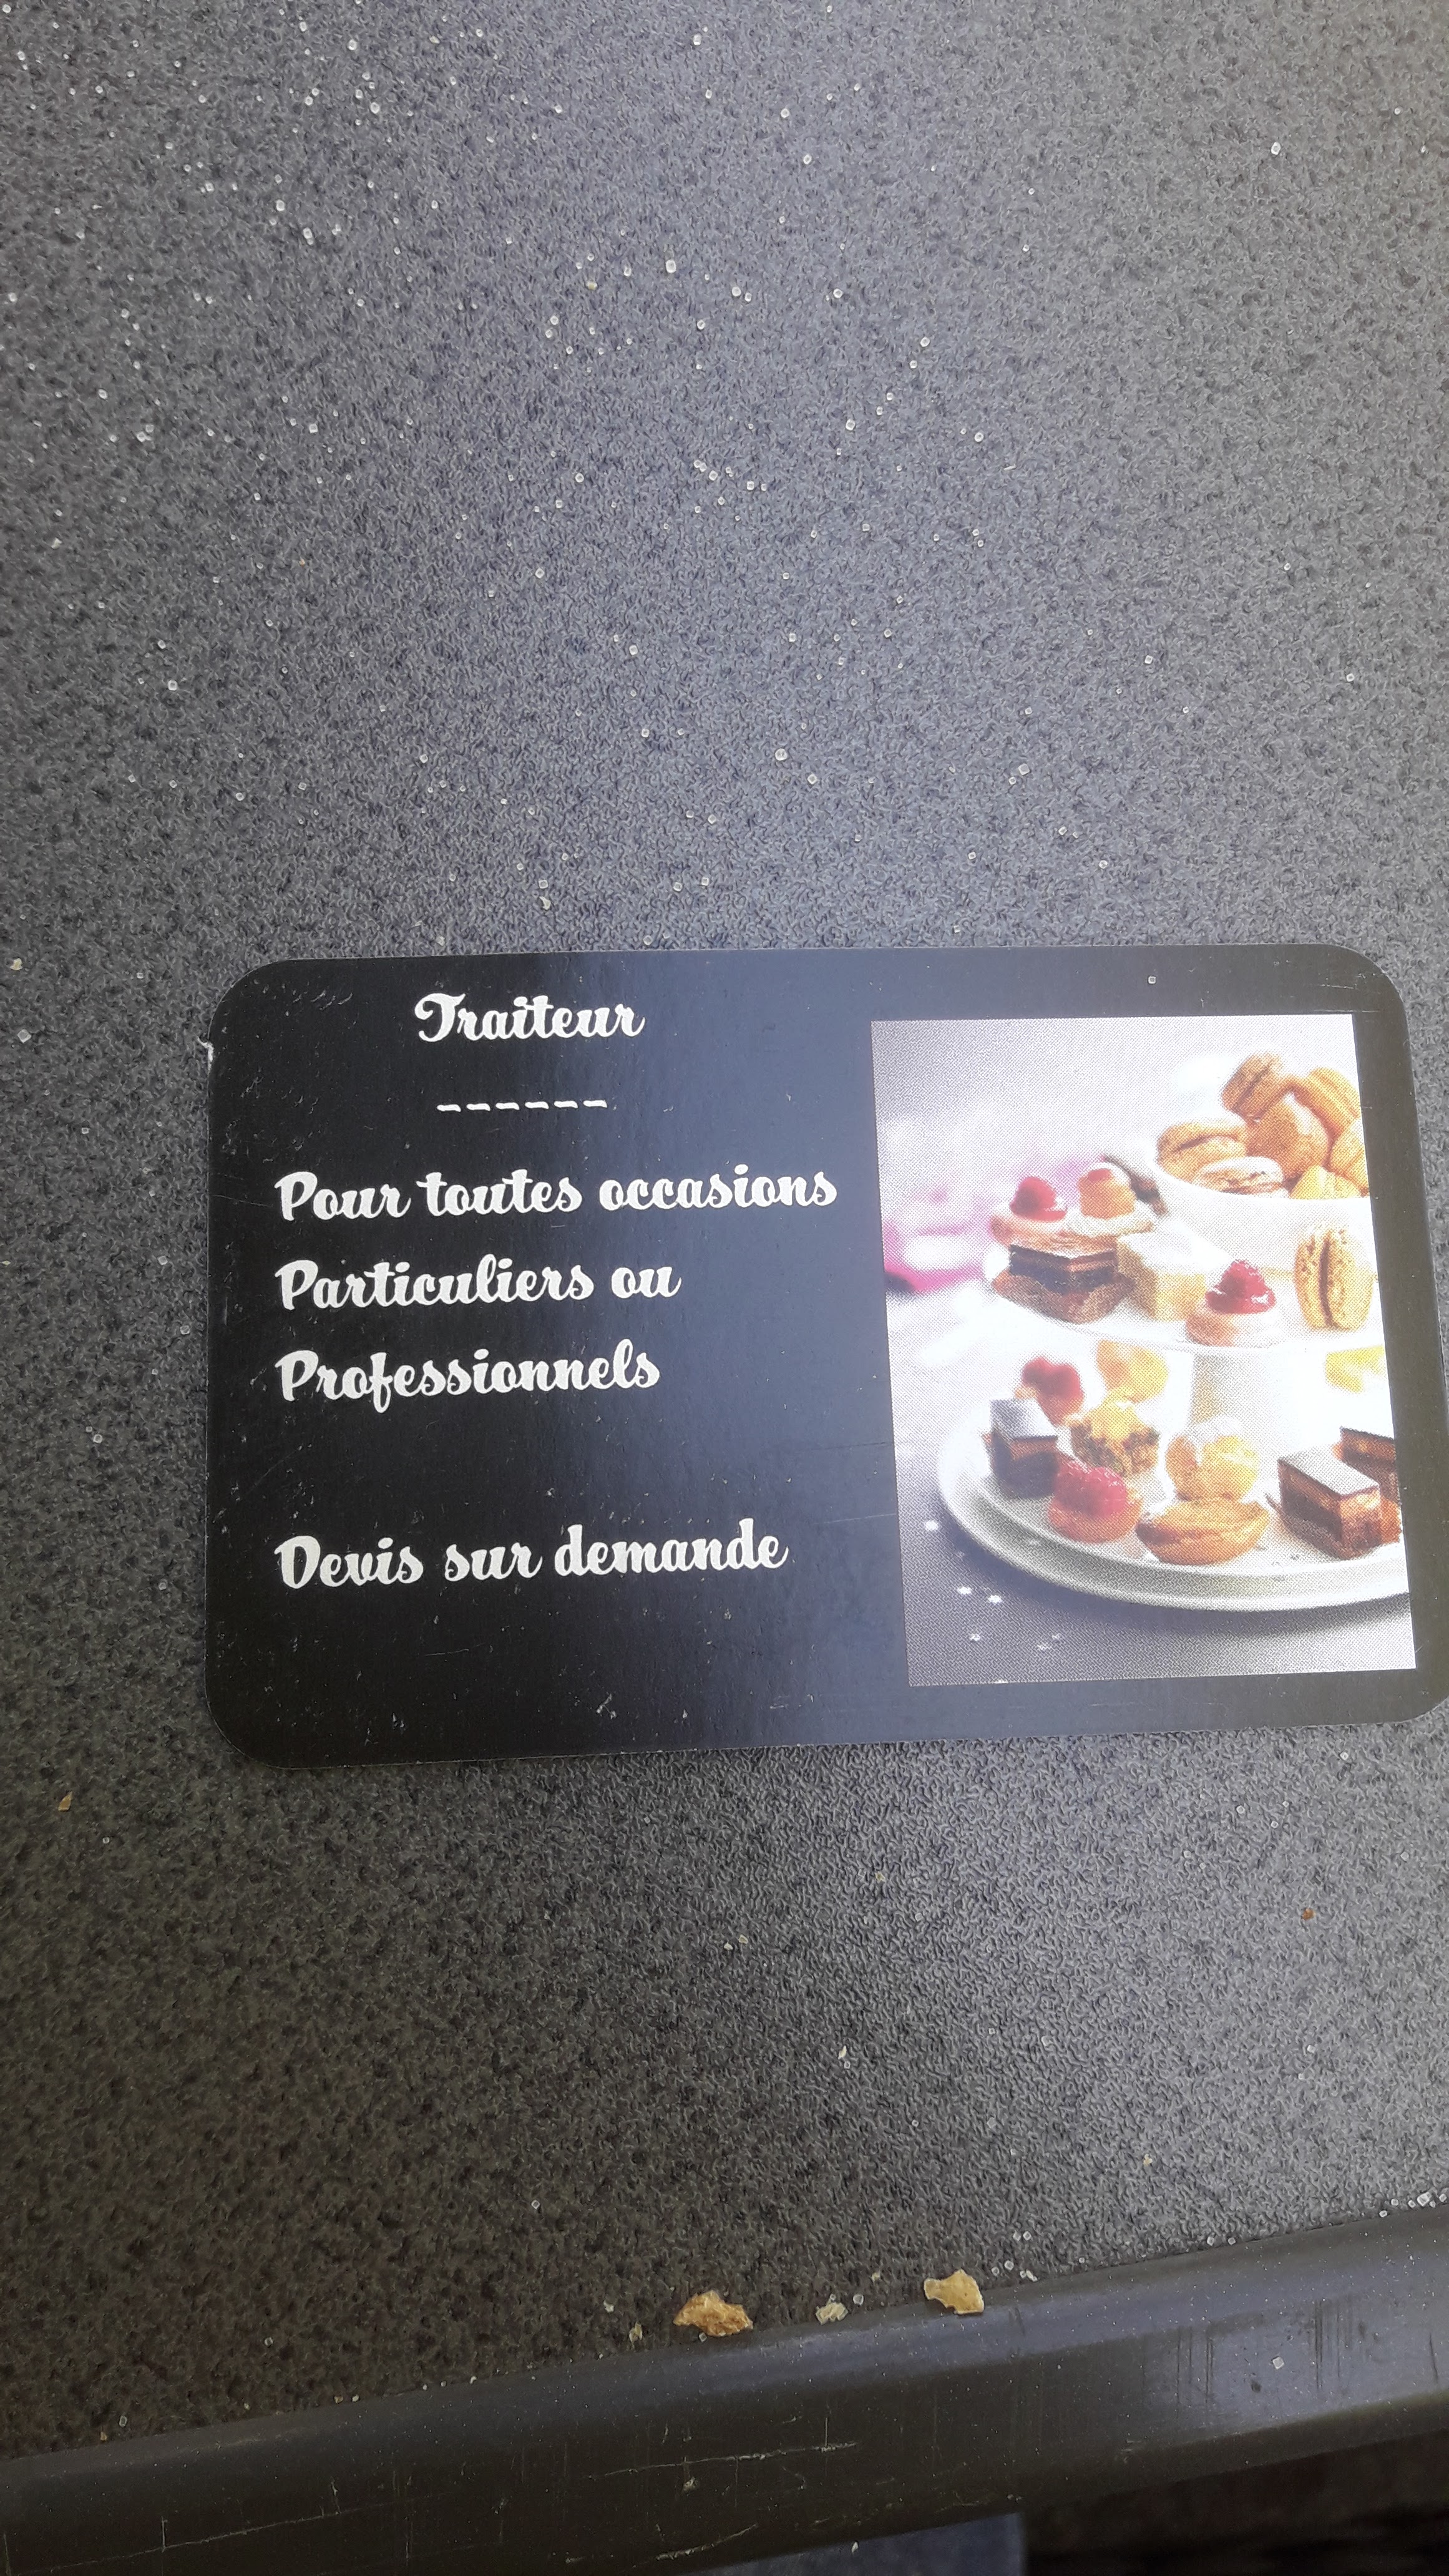 Traiteur
------
Pour toutes occasions
Particuliers ou
Professionnels
Devis sur demande